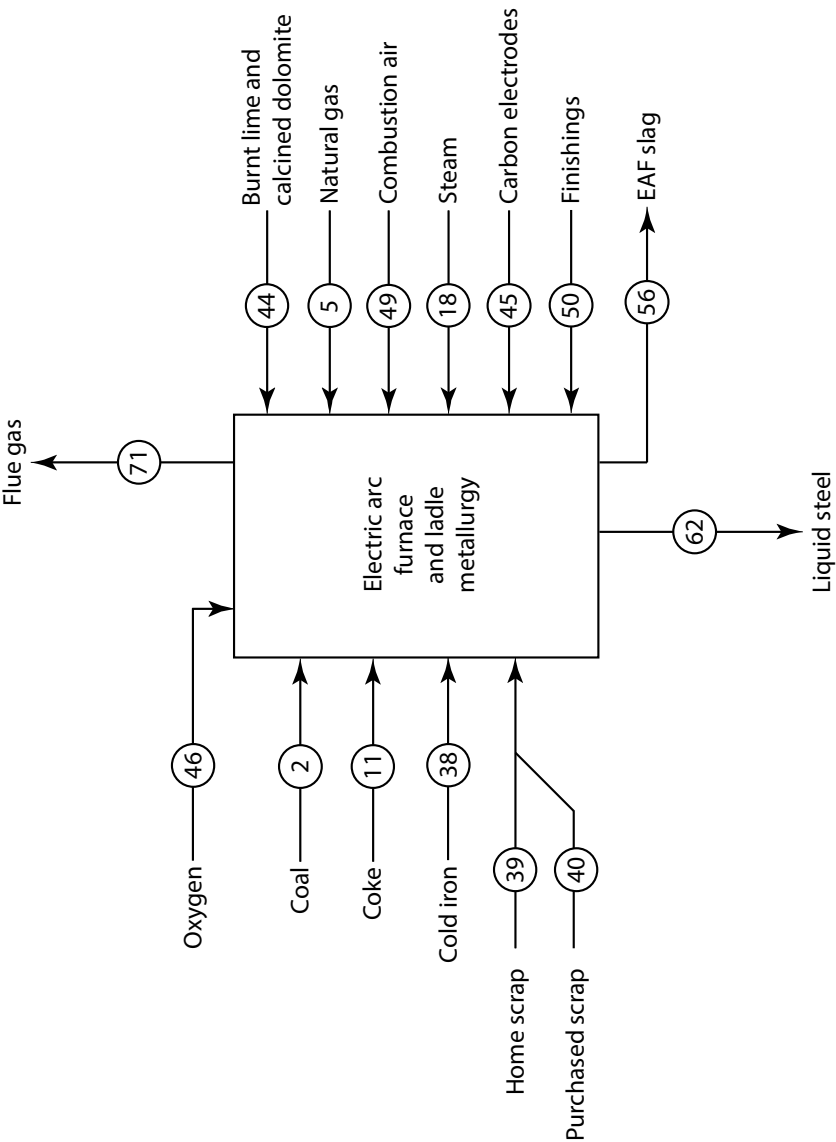 Flue gas
71
Oxygen
46
Burnt lime and
calcined dolomite
44
Natural gas
5
Combustion air
49
Steam
18
Carbon electrodes
45
Finishings
50
EAF slag
56
Coal
2
Coke
11
Cold iron
38
Home scrap
39
Purchased scrap
40
Electric arc
furnace
and ladle
metallurgy
62
Liquid steel